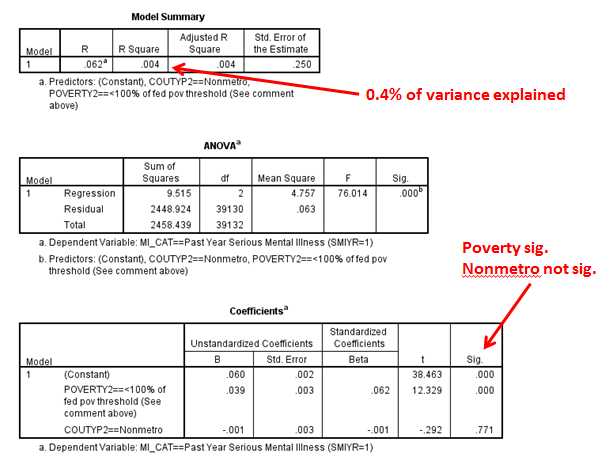 Model Summary
Model R R Square Adjusted R Square Std. Error of the Estimate
1 .062a .004 .004 .250
a. Predictors: (Constant), COUTYP2==Nonmetro,
POVERTY2==<100% of fed pov threshold (See comment
above)
0.4% of variance explained
ANOVAa
Model Sum of Squares df Mean Square F Sig.
1 Regression 9.515 2 4.757 76.014 .000b
Residual 2448.924 39130 .063
Total 2458.439 39132
a. Dependent Variable: MI_CAT==Past Year Serious Mental Illness (SMIYR=1)
b. Predictors: (Constant), COUTYP2==Nonmetro, POVERTY2==<100% of fed pov
threshold (See comment above)
Poverty sig.
Nonmetro not sig.
Coefficientsa
Unstandardized Coefficients Standardized Coefficients
Model B Std. Error Beta t Sig.
1 (Constant) .060 .002 38.463 .000
POVERTY2==<100% of .039 .003 .062 12.329 .000
fed pov threshold (See
comment above)
COUTYP2==Nonmetro -.001 .003 -.001 -.292 .771
a. Dependent Variable: MI_CAT==Past Year Serious Mental Illness (SMIYR=1)